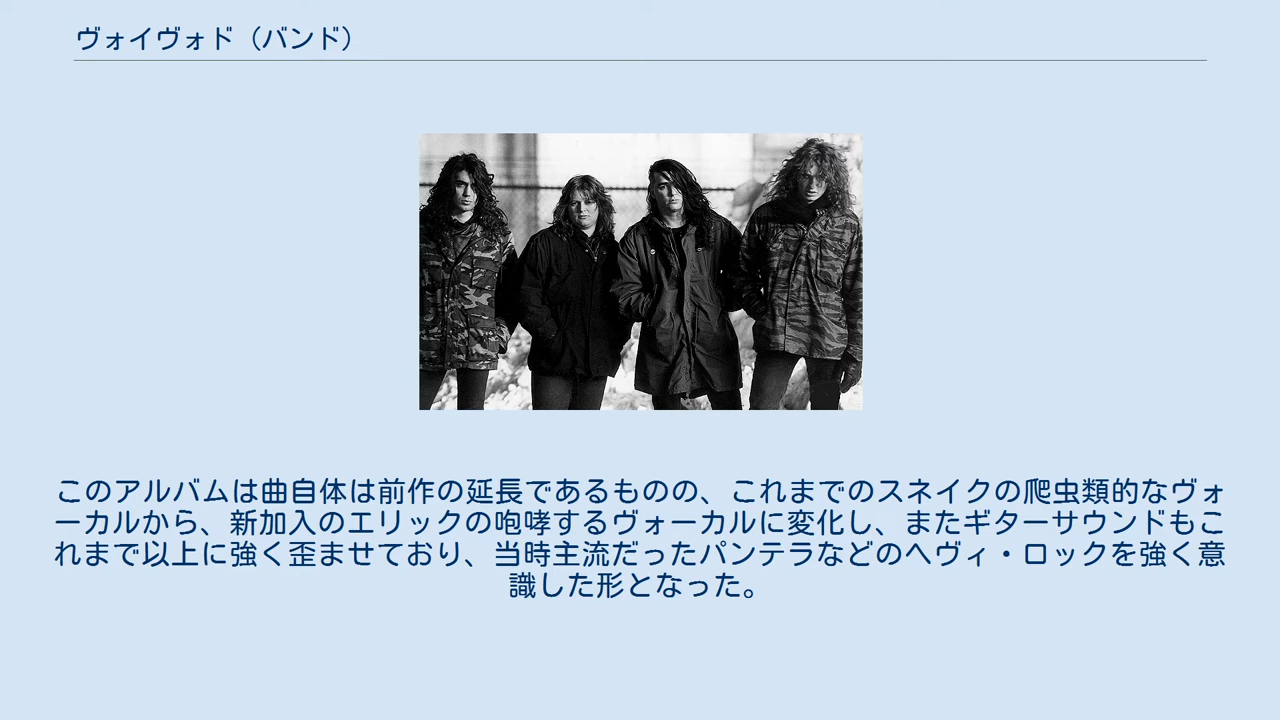 ヴォイヴォド（バンド）
このアルバムは曲自体は前作の延長であるものの、これまでのスネイクの爬虫類的なヴォ
ーカルから、新加入のエリックの咆哮するヴォーカルに変化し、またギターサウンドもこ
れまで以上に強く歪ませており、当時主流だったパンテラなどのヘヴィ・ロックを強く意
識した形となった。